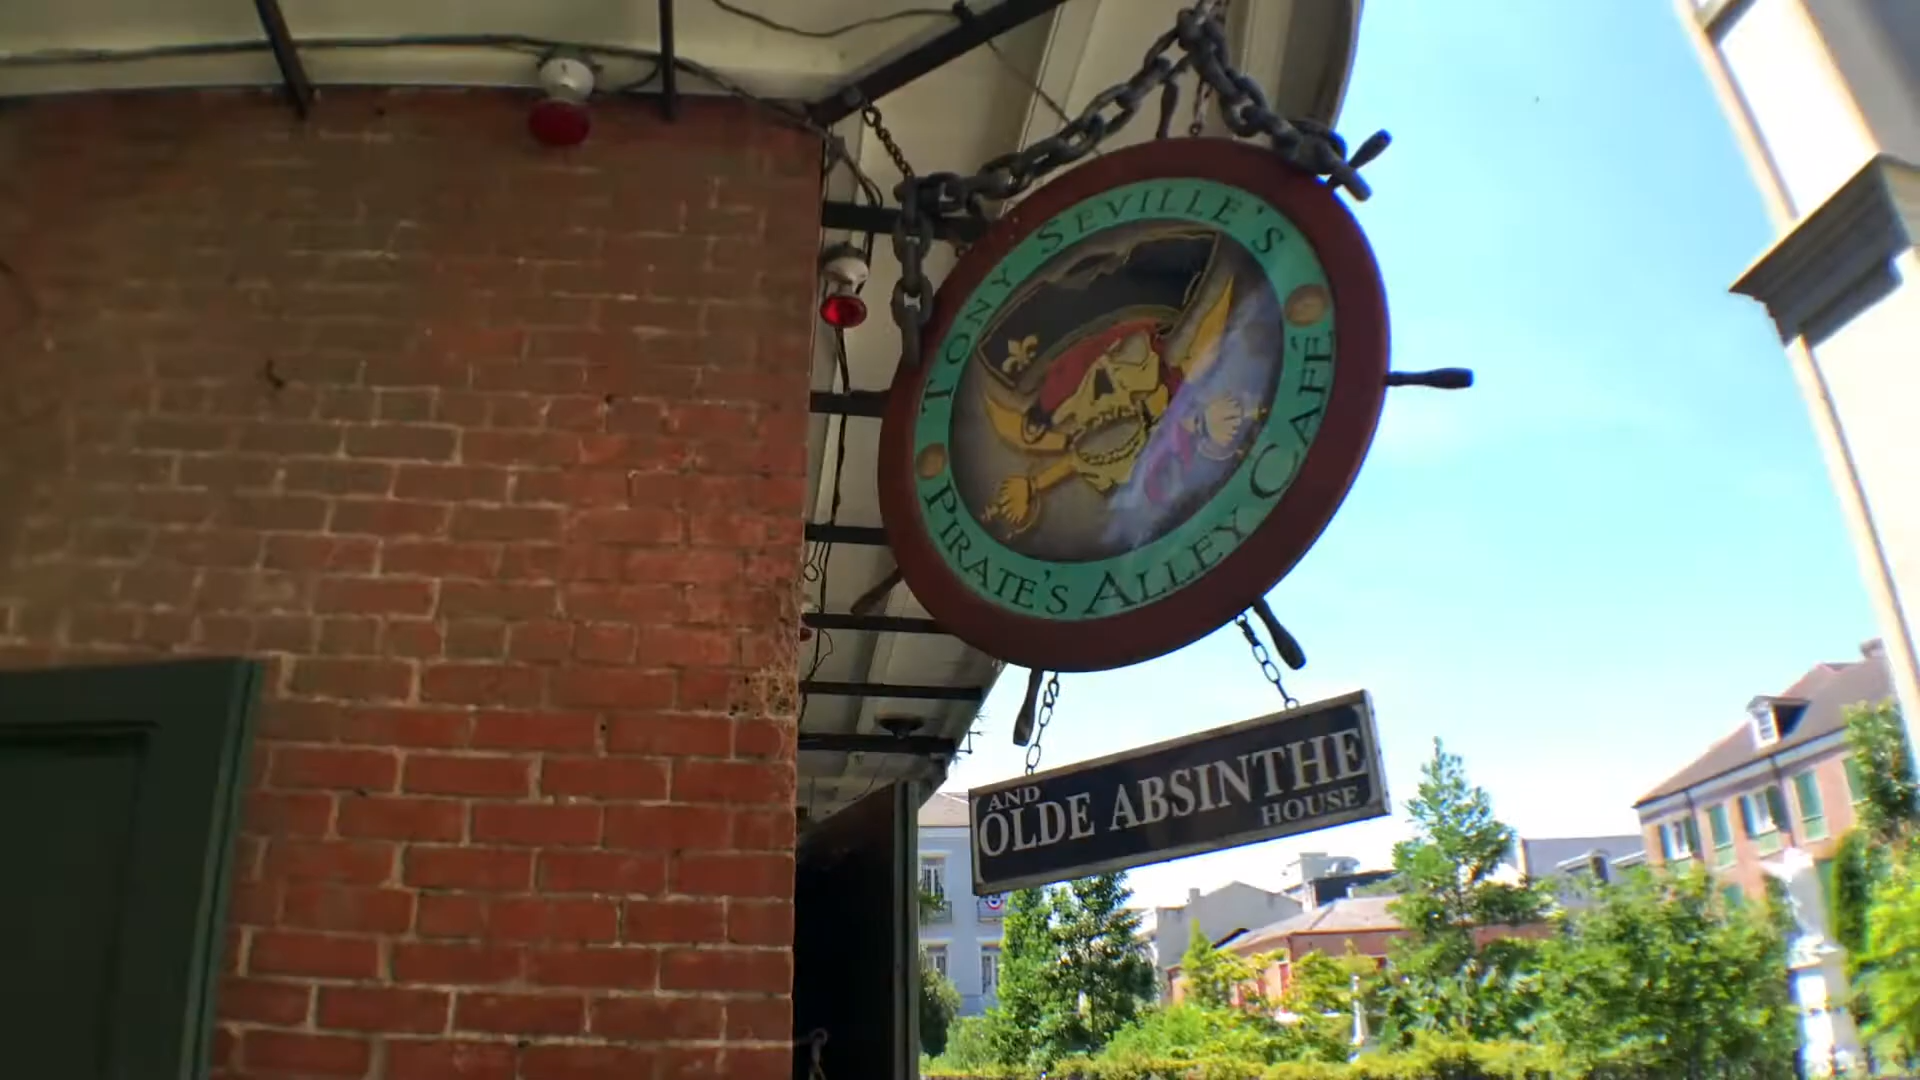 TONY SEVILLE'S
PIRATE'S ALLEY CAFÉ
AND
OLDE ABSINTHE
HOUSE